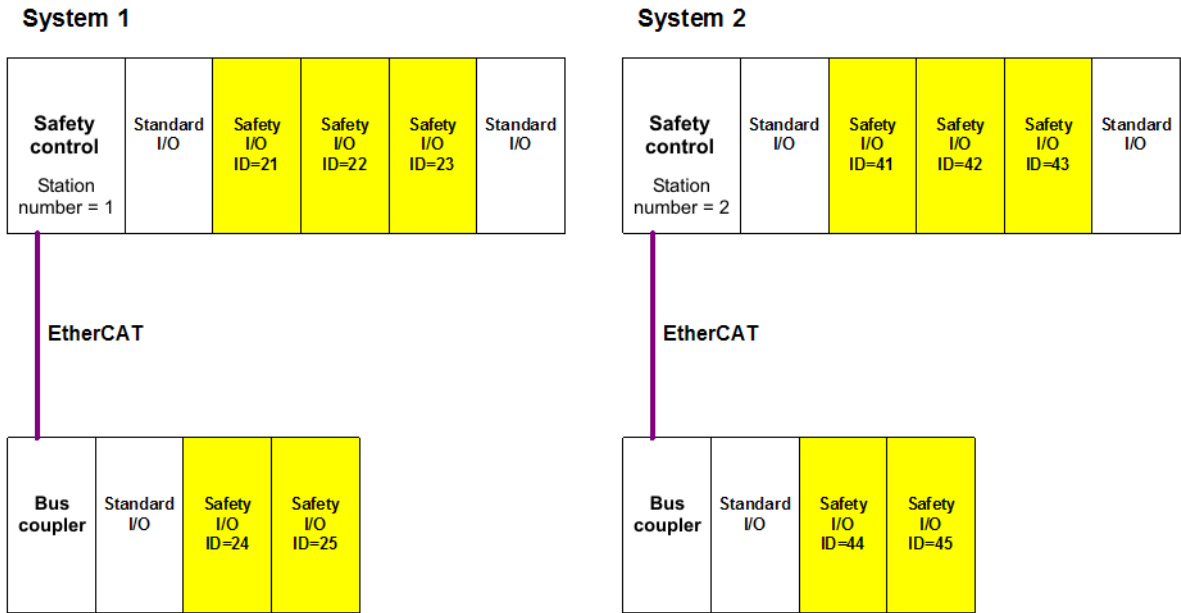 System 1
Safety
control
Station
number = 1
Standard
I/O
Safety
I/O
ID=21
Safety
I/O
ID=22
Safety
I/O
ID=23
Standard
I/O
EtherCAT
Bus
coupler
Standard
I/O
Safety
I/O
ID=24
Safety
I/O
ID=25
System 2
Safety
control
Station
number = 2
Standard
I/O
Safety
I/O
ID=41
Safety
I/O
ID=42
Safety
I/O
ID=43
Standard
I/O
EtherCAT
Bus
coupler
Standard
I/O
Safety
I/O
ID=44
Safety
I/O
ID=45